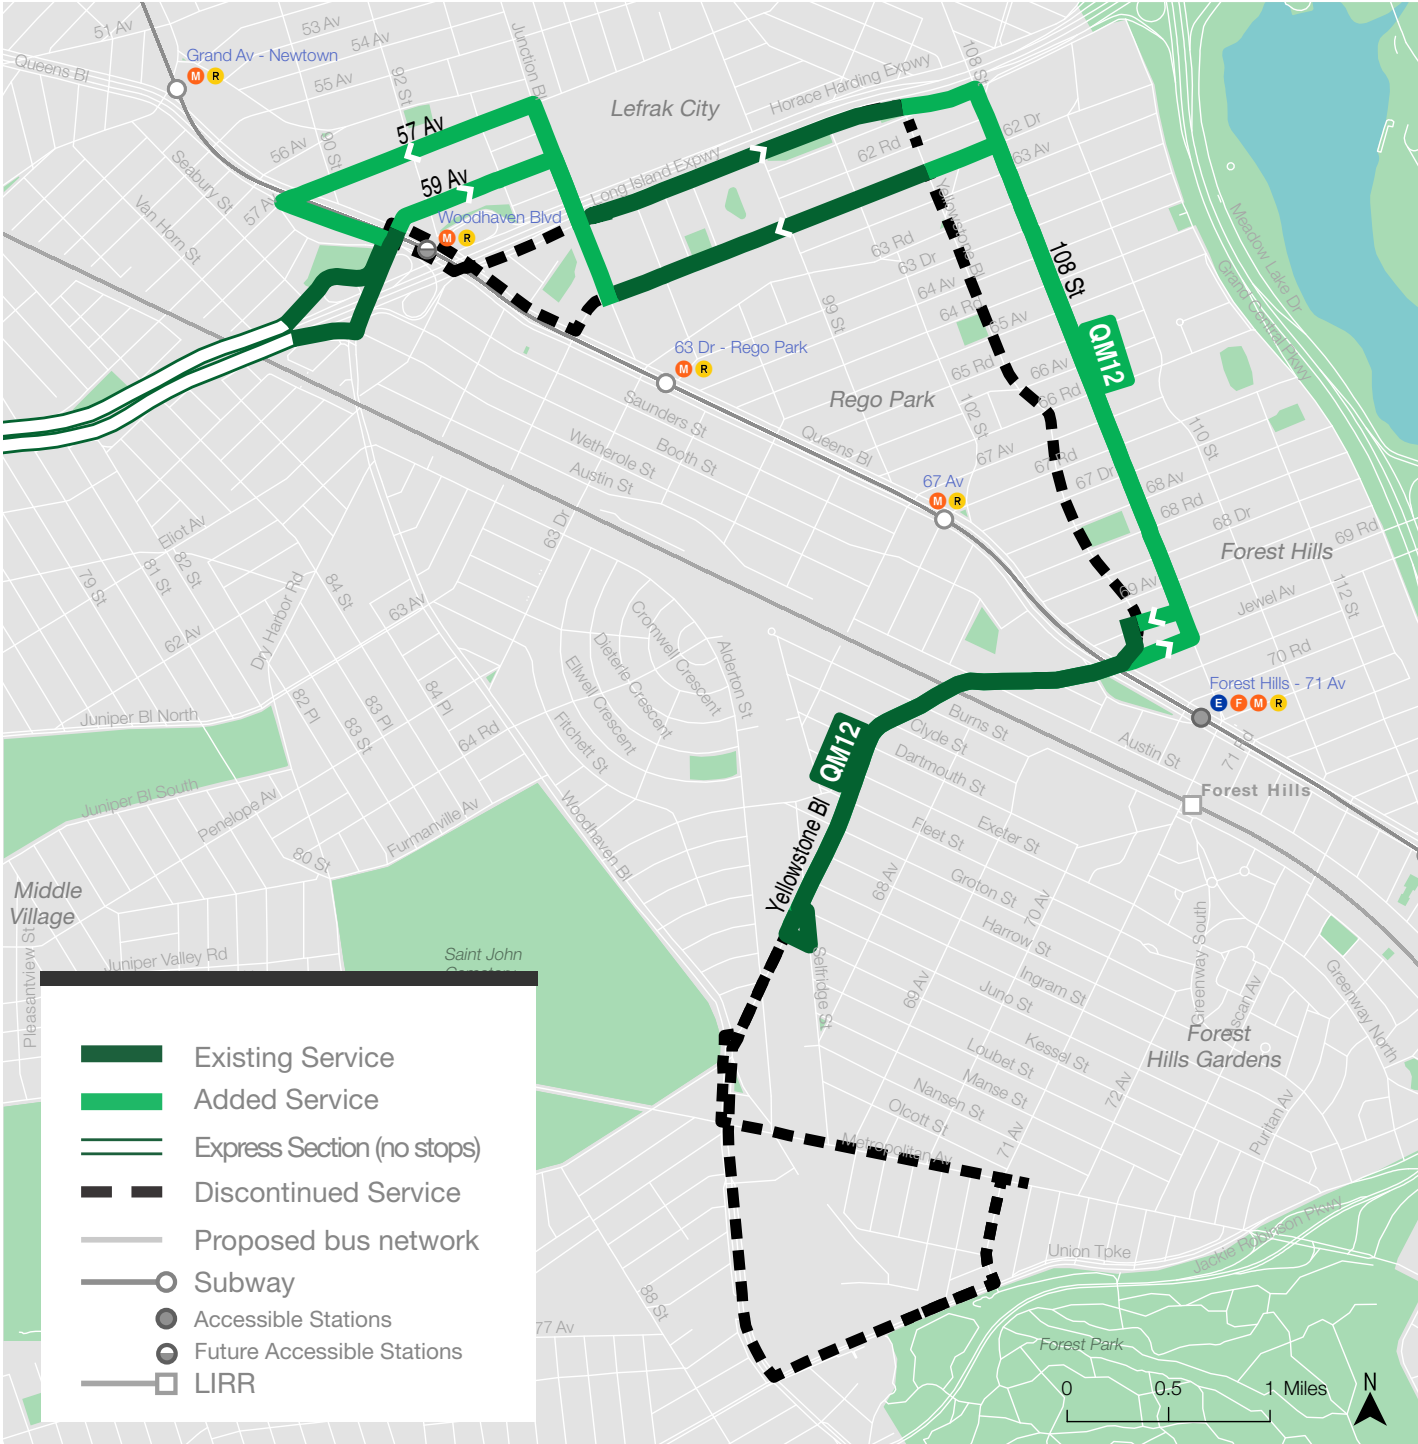 51 Av
53 Av
54 Av
Queens Bl
Grand Av - Newtown
M R
55 Av
92 St
Junction Bl
Lefrak City
Horace Harding Expwy
108 St
56 Av
90 St
57 Av
62 Dr
63 Av
62 Rd
Seabury St
59 Av
Long Island Expwy
Van Horn St
57 Av
Woodhaven Blvd
M R
Yellowstone Bl
63 Rd
63 Dr
64 Av
64 Rd
65 Av
108 St
Meadow Lake Dr
Grand Central Pkwy
99 St
63 Dr - Rego Park
M R
65 Rd
66 Av
66 Rd
QM12
Rego Park
Saunders St
102 St
Queens Bl
110 St
Wetherole St
Booth St
Austin St
67 Av
67 Rd
67 Dr
67 Av
M R
68 Av
68 Rd
68 Dr
69 Rd
Forest Hills
63 Dr
Eliot Av
82 St
81 St
79 St
84 St
Dry Harbor Rd
63 Av
62 Av
69 Av
Jewel Av
112 St
Cromwell Crescent
Dieterle Crescent
Ellwell Crescent
Alderton St
Fitchett St
70 Rd
Forest Hills - 71 Av
E F M R
82 Pl
83 Pl
84 Pl
83 St
64 Rd
Juniper Bl North
Burns St
Clyde St
Dartmouth St
Austin St
71 Rd
QM12
Juniper Bl South
Penelope Av
Furmanville Av
80 St
Woodhaven Bl
Yellowstone Bl
Forest Hills
Fleet St
Exeter St
68 Av
Groton St
70 Av
Harrow St
Middle
Village
Pleasantview St
Juniper Valley Rd
Saint John
Cemetery
Selfridge St
69 Av
Ingram St
Juno St
Greenway South
Greenway North
Forest
Hills Gardens
Kessel St
Loubet St
Manse St
Nansen St
Olcott St
72 Av
71 Av
Puritan Av
Metropolitan Av
Union Tpke
Jackie Robinson Pkwy
88 St
77 Av
Forest Park
Existing Service
Added Service
Express Section (no stops)
Discontinued Service
Proposed bus network
Subway
Accessible Stations
Future Accessible Stations
LIRR
0 0.5 1 Miles
N